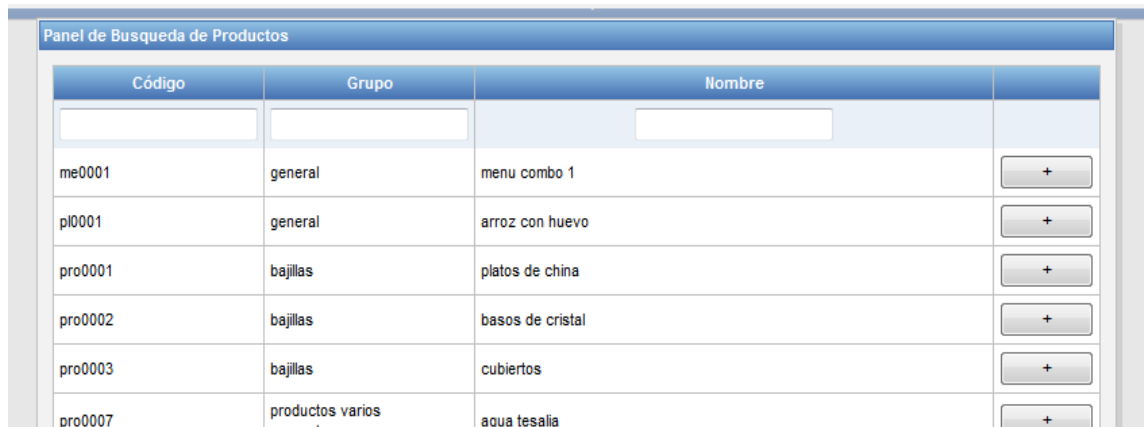 Panel de Busqueda de Productos
Código Grupo Nombre
me0001 general menu combo 1 +
pl0001 general arroz con huevo +
pro0001 bajillas platos de china +
pro0002 bajillas basos de cristal +
pro0003 bajillas cubiertos +
pro0007 productos varios agua tesalia +